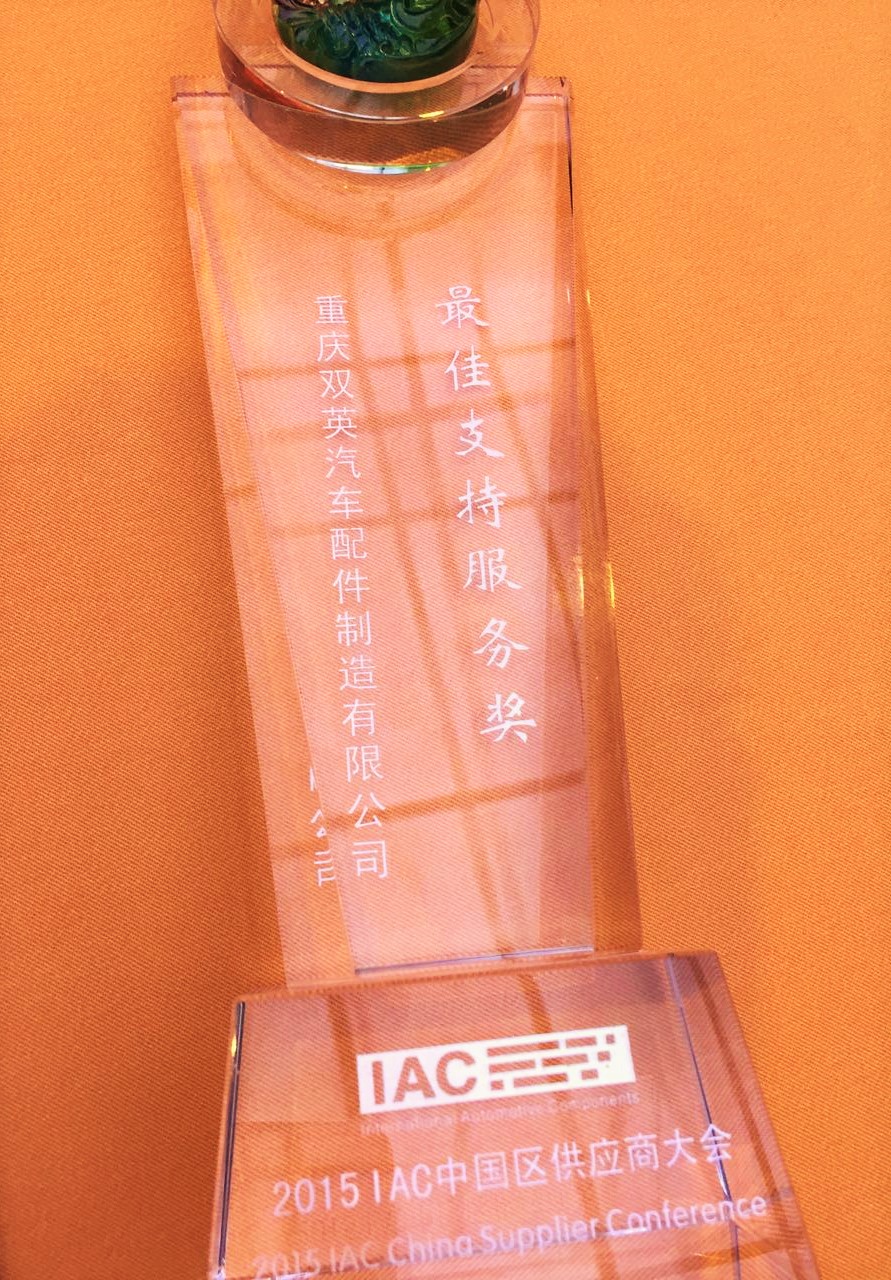 最佳支持服务奖
重庆双英汽车配件制造有限公司
IAC
International Automotive Components
2015 IAC中国区供应商大会
2015 IAC China Supplier Conference